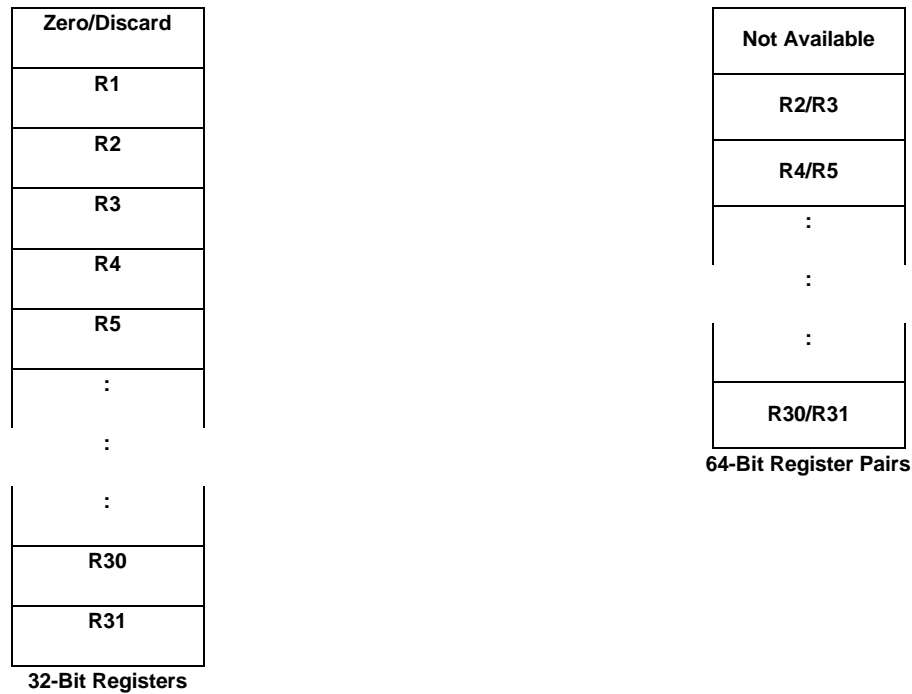 Zero/Discard
R1
R2
R3
R4
R5
:
:
:
R30
R31
32-Bit Registers
Not Available
R2/R3
R4/R5
:
:
:
R30/R31
64-Bit Register Pairs